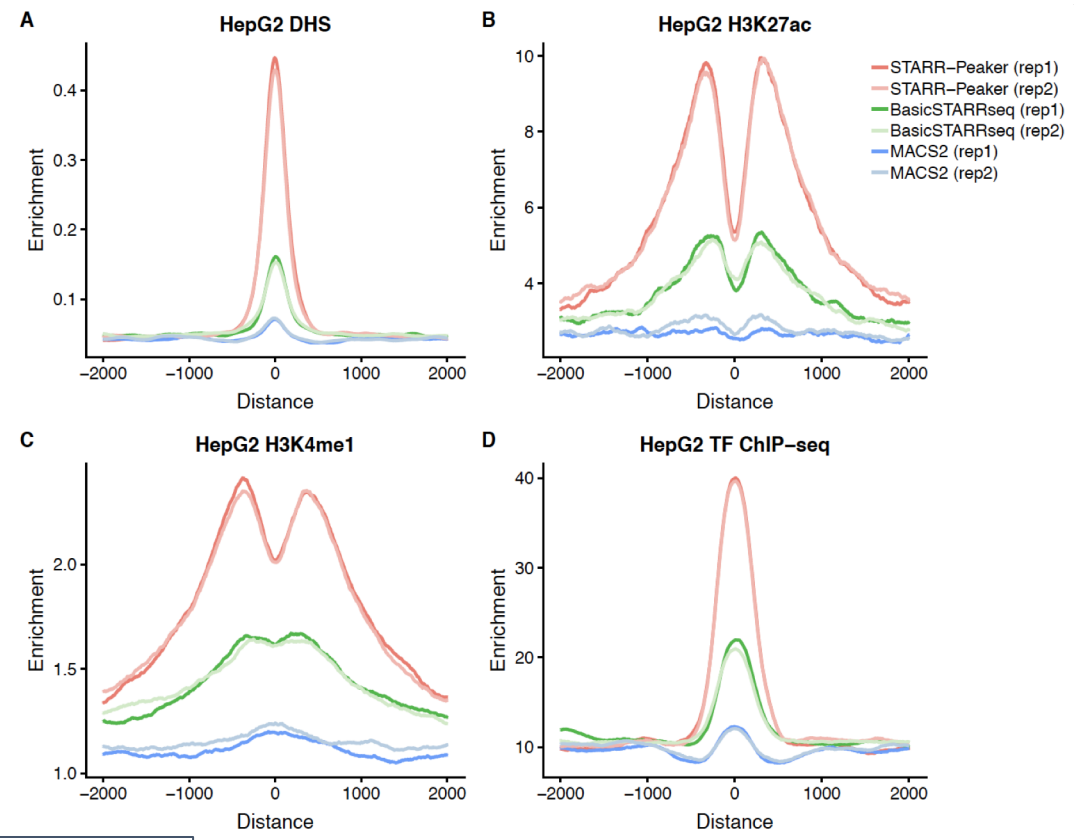 A
HepG2 DHS
Enrichment
0.4
0.3
0.2
0.1
−2000 −1000 0 1000 2000
Distance
B
HepG2 H3K27ac
Enrichment
10
8
6
4
−2000 −1000 0 1000 2000
Distance
STARR−Peaker (rep1)
STARR−Peaker (rep2)
BasicSTARRseq (rep1)
BasicSTARRseq (rep2)
MACS2 (rep1)
MACS2 (rep2)
C
HepG2 H3K4me1
Enrichment
2.0
1.5
1.0
−2000 −1000 0 1000 2000
Distance
D
HepG2 TF ChIP−seq
Enrichment
40
30
20
10
−2000 −1000 0 1000 2000
Distance